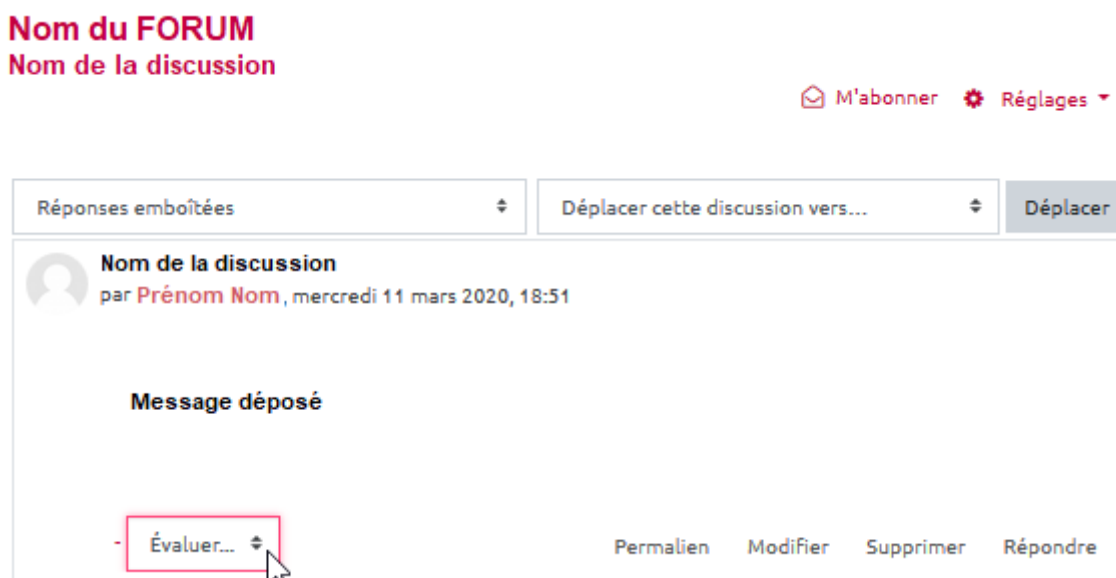 Nom du FORUM
Nom de la discussion
M'abonner Réglages
Réponses emboîtées Déplacer cette discussion vers... Déplacer
Nom de la discussion
par Prénom Nom, mercredi 11 mars 2020, 18:51
Message déposé
- Évaluer... Permalien Modifier Supprimer Répondre